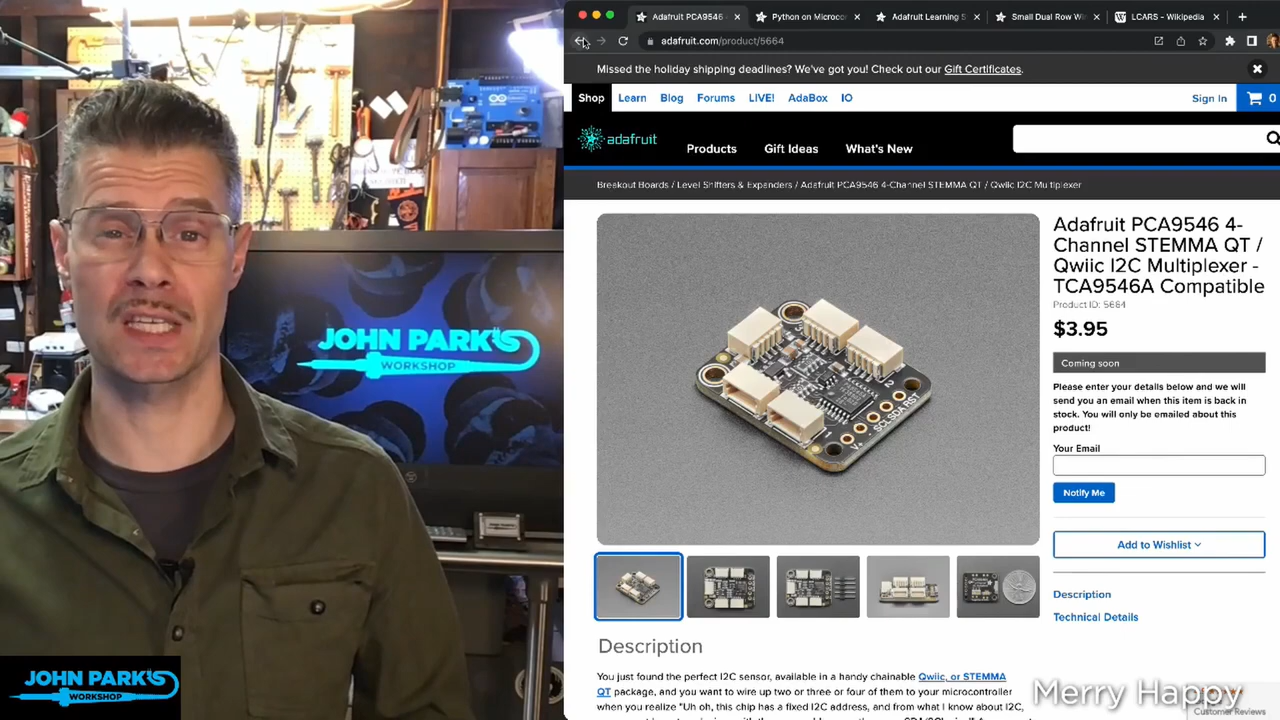 Adafruit PCA9546
Python on Microco
Adafruit Learning S
Small Dual Row W
LCARS - Wikipedia
adafruit.com/product/5664
Missed the holiday shipping deadlines? We've got you! Check out our Gift Certificates.
Shop Learn Blog Forums LIVE! AdaBox IO Sign In 0
adafruit Products Gift Ideas What's New
Breakout Boards / Level Shifters & Expanders / Adafruit PCA9546 4-Channel STEMMA QT / Qwiic I2C Multiplexer
Adafruit PCA9546 4-
Channel STEMMA QT /
Qwiic I2C Multiplexer -
TCA9546A Compatible
Product ID: 5664
$3.95
Coming soon
Please enter your details below and we will
send you an email when this item is back in
stock. You will only be emailed about this
product!
Your Email
Notify Me
Add to Wishlist
Description
Technical Details
V+ - SCL SDA RST
1
2
JOHN PARK'S
WORKSHOP
JOHN PARK'S
WORKSHOP
Description
You just found the perfect I2C sensor, available in a handy chainable Qwiic, or STEMMA
QT package, and you want to wire up two or three or four of them to your microcontroller
when you realize "Uh oh, this chip has a fixed I2C address, and from what I know about I2C,
Merry Happy
Customer Reviews